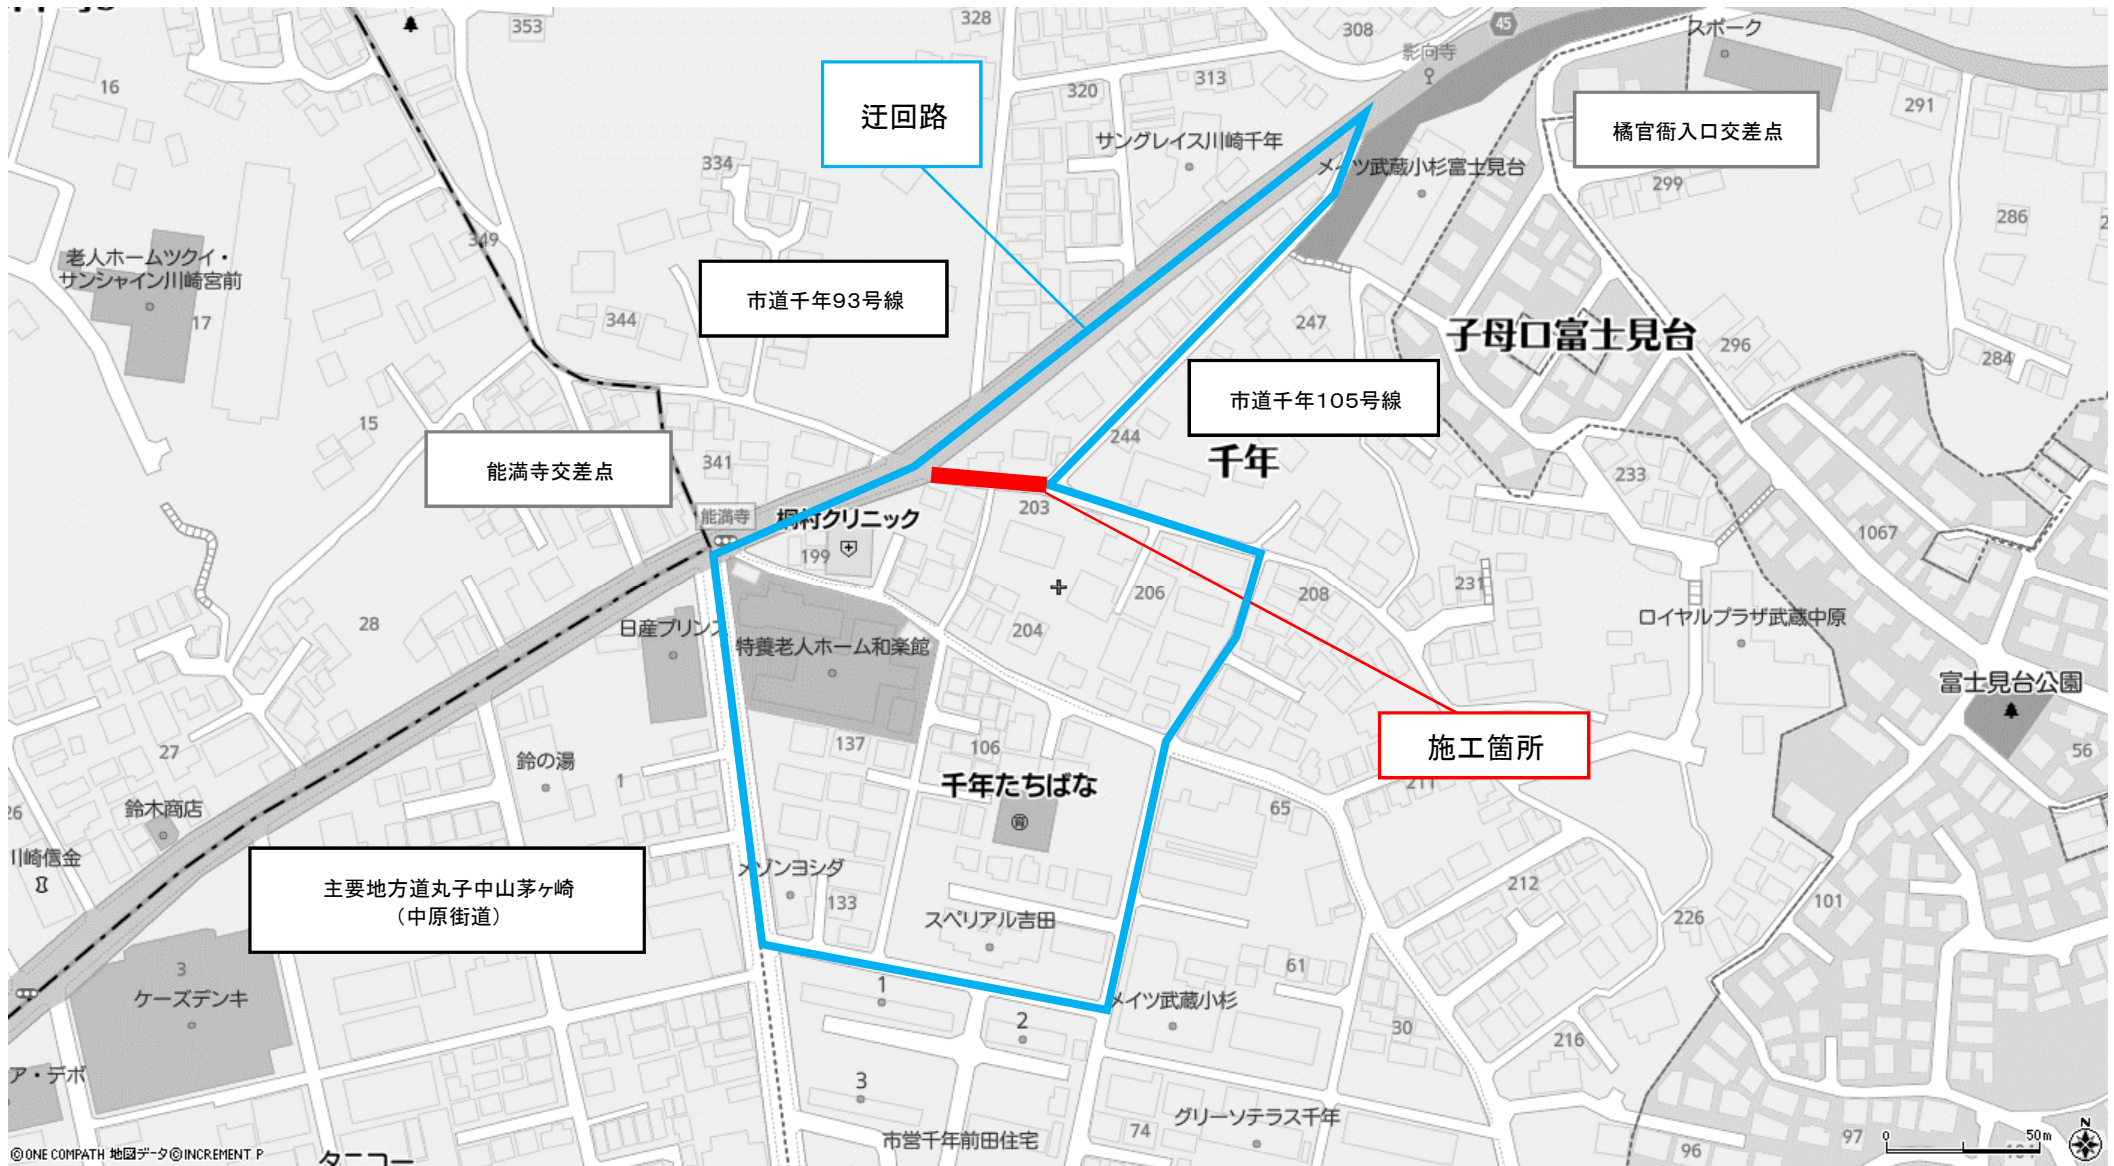 353
328
308
45
スポーク
影向寺
16
320
313
291
迂回路
橘官衙入口交差点
サングレイス川崎千年
334
メイツ武蔵小杉富士見台
299
286
349
老人ホームツクイ・
サンシャイン川崎宮前
市道千年93号線
17
344
247
子母口富士見台
296
284
市道千年105号線
15
244
千年
341
能満寺交差点
233
203
能満寺
桐村クリニック
199
1067
231
206
208
28
日産プリンス
204
特養老人ホーム和楽館
ロイヤルプラザ武蔵中原
富士見台公園
27
137
106
施工箇所
56
鈴の湯
1
千年たちばな
211
65
26
鈴木商店
川崎信金
メゾンヨシダ
主要地方道丸子中山茅ヶ崎
（中原街道）
212
133
101
スペリアル吉田
226
61
3
1
ケーズデンキ
メイツ武蔵小杉
2
30
216
ア・デポ
3
グリーンテラス千年
市営千年前田住宅
74
97
96
0
50m
N
タニコー
©ONE COMPATH 地図データ©INCREMENT P